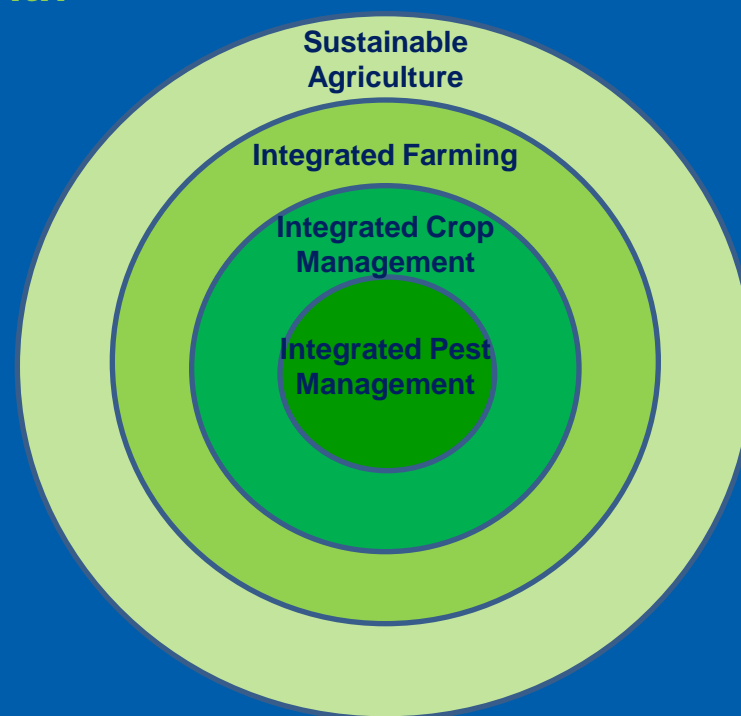 Sustainable
Agriculture
Integrated Farming
Integrated Crop
Management
Integrated Pest
Management